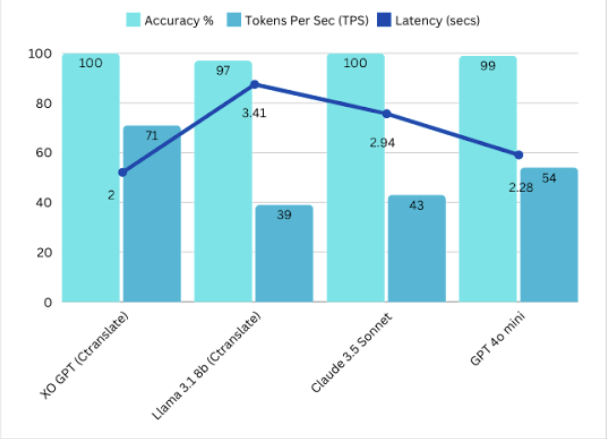 Accuracy % Tokens Per Sec (TPS) Latency (secs)
100 100 97 100 99
80 71 3.41
60 2.94
40 2 39 43 2.28 54
20
0
XO GPT (Ctranslate) Llama 3.1 8b (Ctranslate) Claude 3.5 Sonnet GPT 4o mini